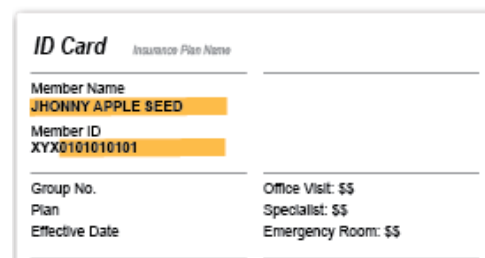 ID Card Insurance Plan Name
Member Name
JHONNY APPLE SEED
Member ID
XYX0101010101
Group No.
Office Visit: $$
Plan
Specialist: $$
Effective Date
Emergency Room: $$